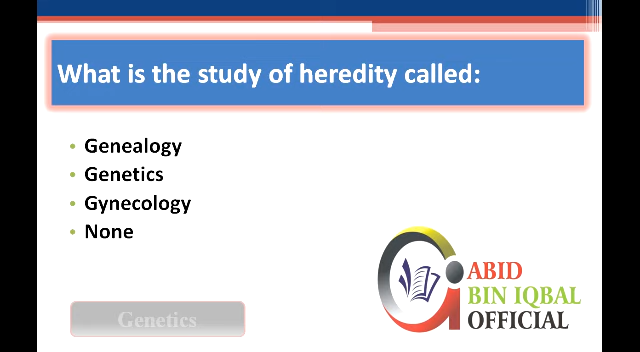 What is the study of heredity called:
Genealogy
Genetics
Gynecology
None
ABID
BIN IQBAL
OFFICIAL
Genetics